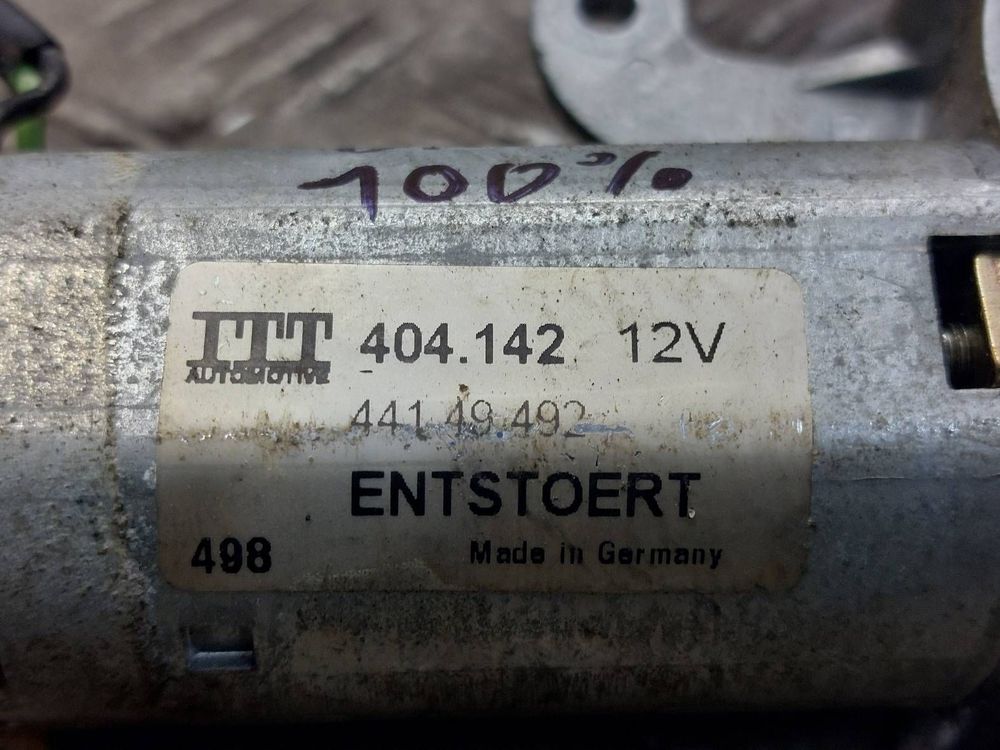 100%
ITT 404.142 12V
AUTOMOTIVE
441 49 492
ENTSTOERT
498 Made in Germany